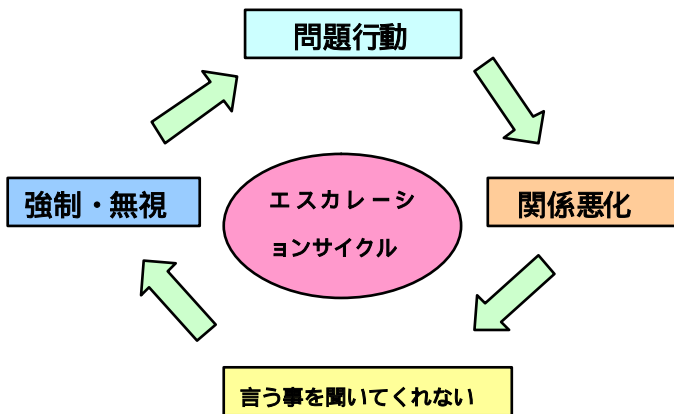 問題行動
強制・無視
エスカレーシ
ョンサイクル
関係悪化
言う事を聞いてくれない